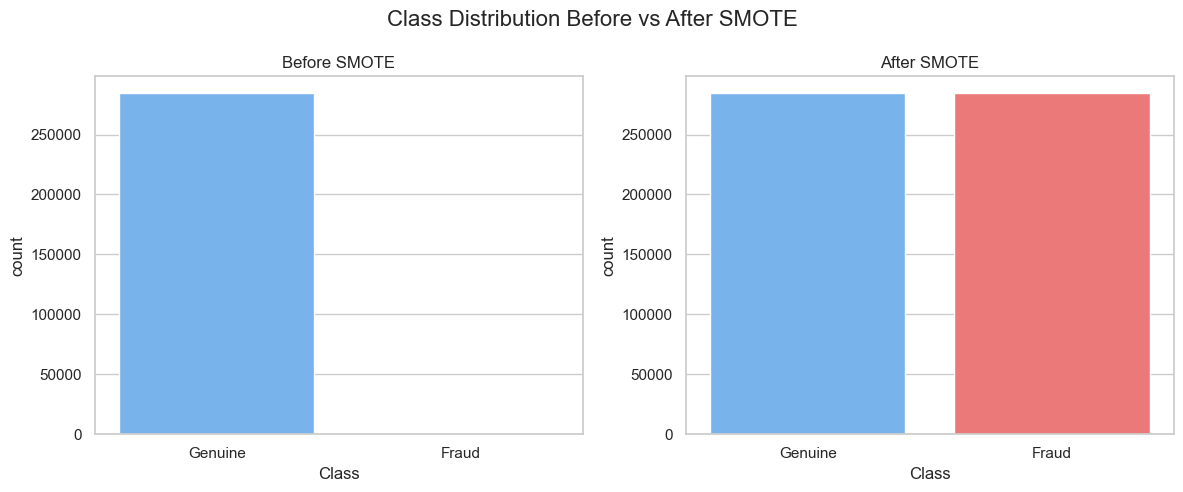 Class Distribution Before vs After SMOTE
Before SMOTE
250000
200000
150000
100000
50000
0
count
Genuine
Fraud
Class
After SMOTE
250000
200000
150000
100000
50000
0
count
Genuine
Fraud
Class